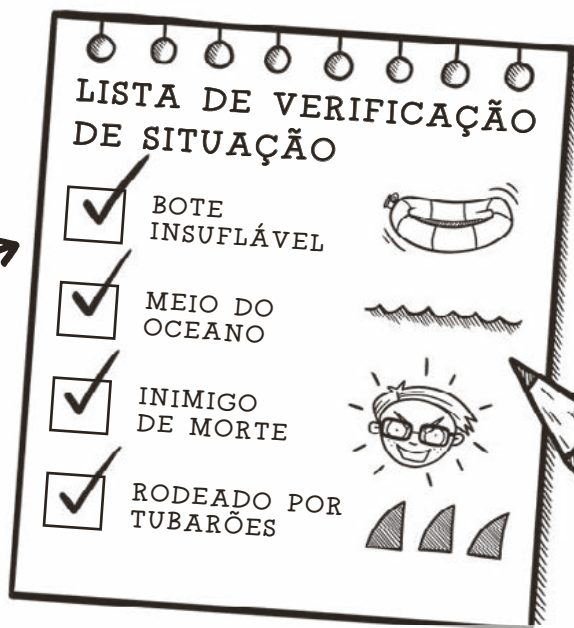 LISTA DE VERIFICAÇÃO
DE SITUAÇÃO
BOTE
INSUFLÁVEL
MEIO DO
OCEANO
INIMIGO
DE MORTE
RODEADO POR
TUBARÕES